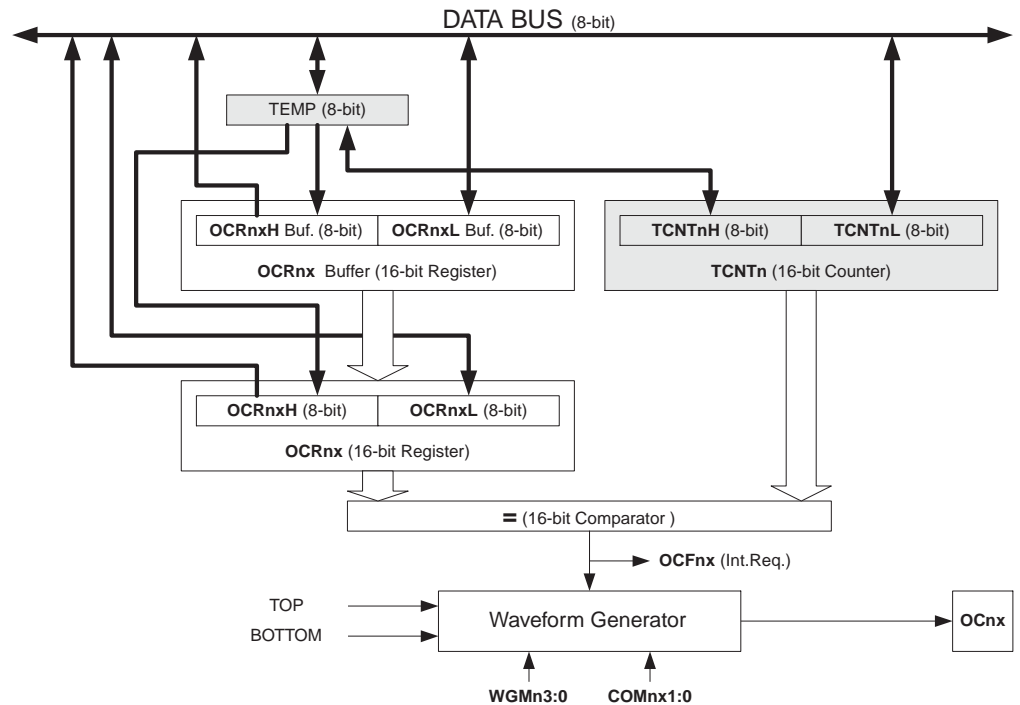 DATA BUS (8-bit)
TEMP (8-bit)
OCRnxH Buf. (8-bit) OCRnxL Buf. (8-bit)
OCRnx Buffer (16-bit Register)
TCNTnH (8-bit) TCNTnL (8-bit)
TCNTn (16-bit Counter)
OCRnxH (8-bit) OCRnxL (8-bit)
OCRnx (16-bit Register)
= (16-bit Comparator )
OCFnx (Int.Req.)
TOP
BOTTOM
Waveform Generator
OCnx
WGMn3:0 COMnx1:0